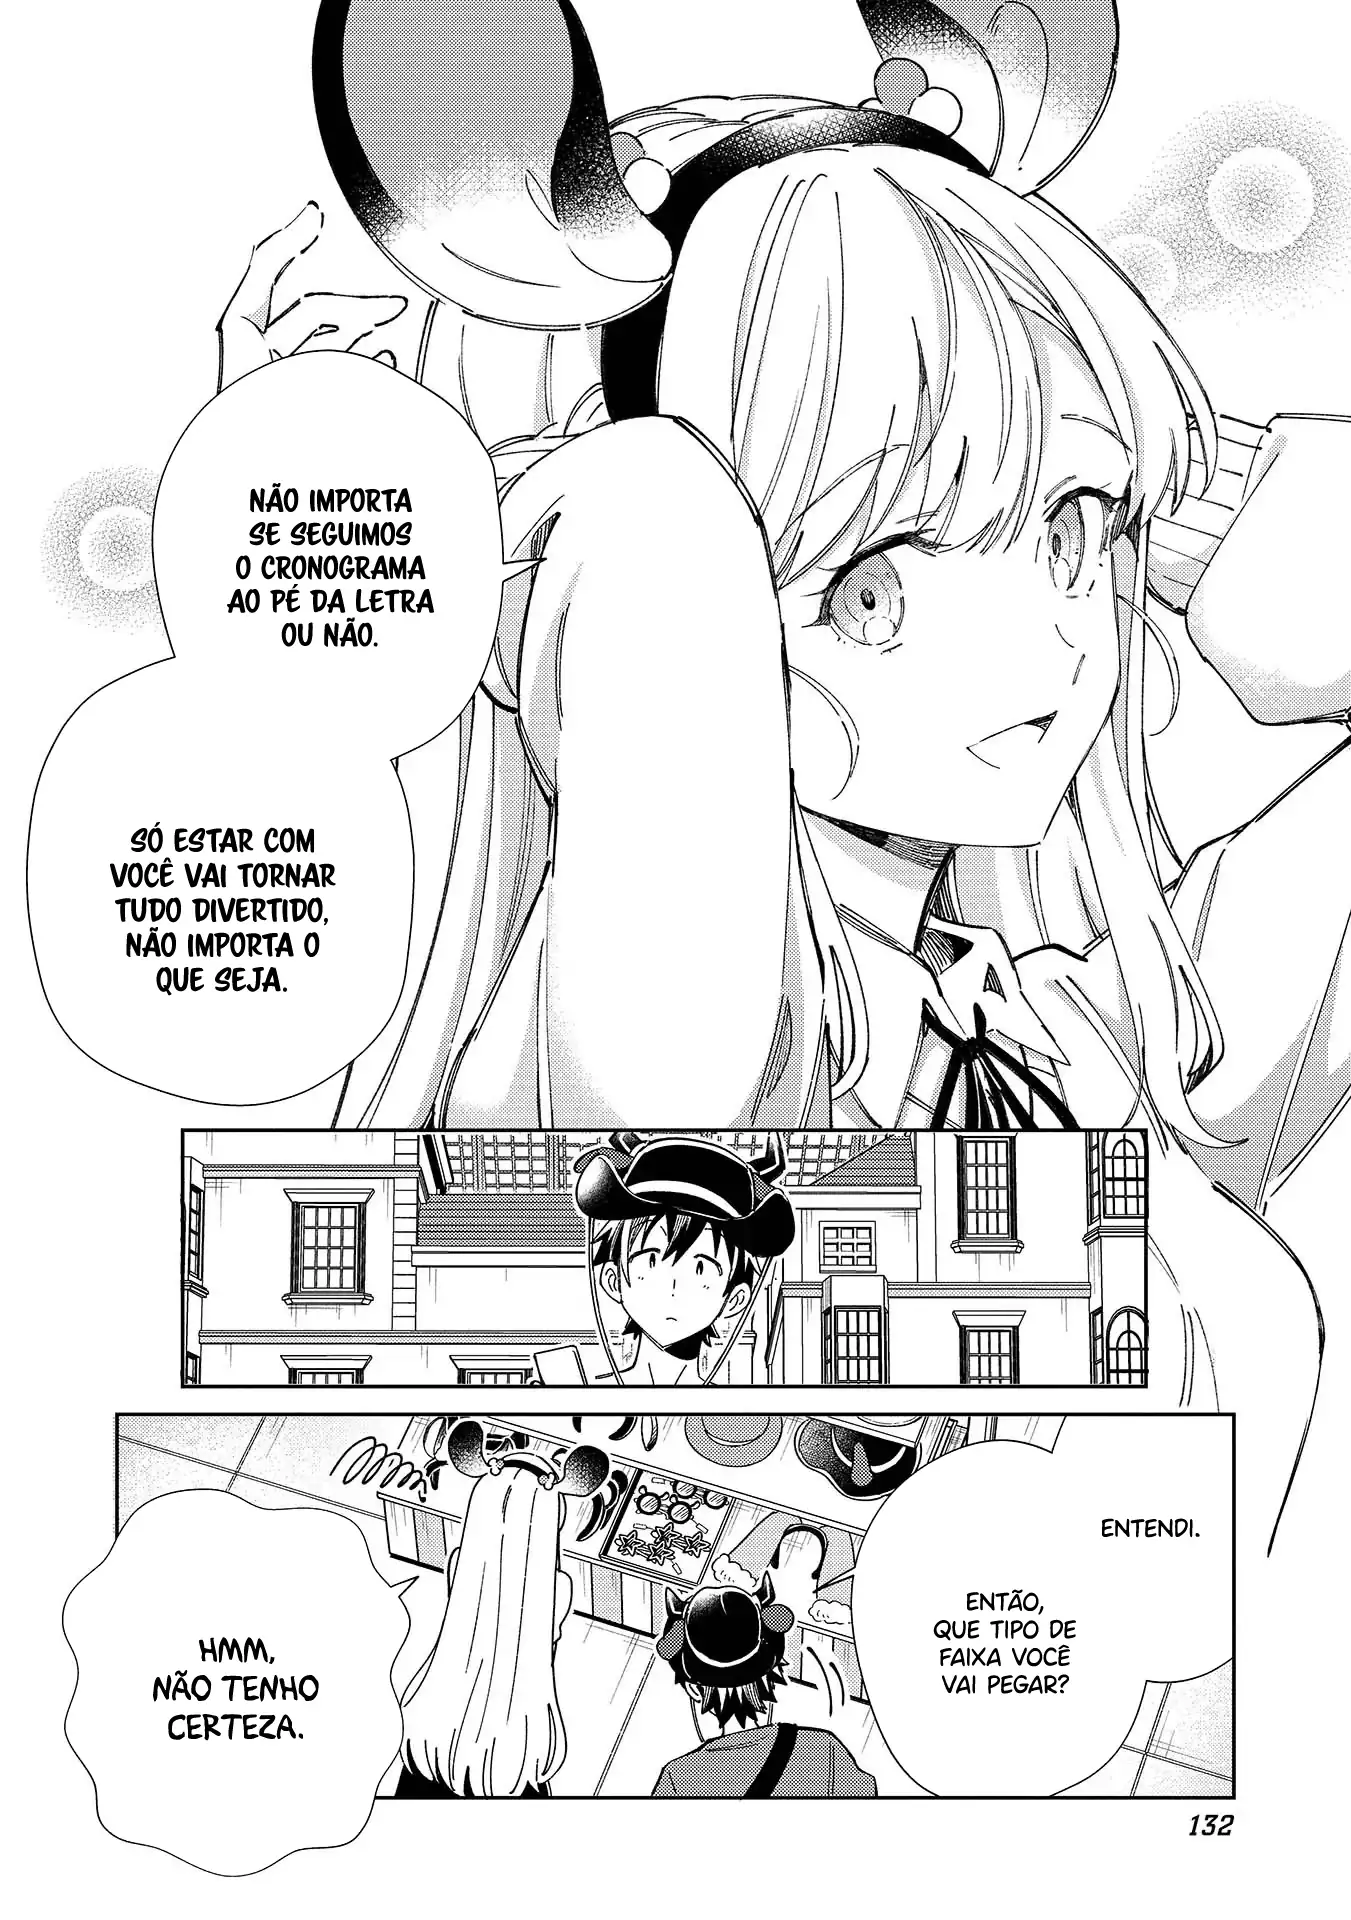 NÃO IMPORTA
SE SEGUIMOS
O CRONOGRAMA
AO PÉ DA LETRA
OU NÃO.
SÓ ESTAR COM
VOCÊ VAI TORNAR
TUDO DIVERTIDO,
NÃO IMPORTA O
QUE SEJA.
ENTENDI.
ENTÃO,
QUE TIPO DE
FAIXA VOCÊ
VAI PEGAR?
HMM,
NÃO TENHO
CERTEZA.
132